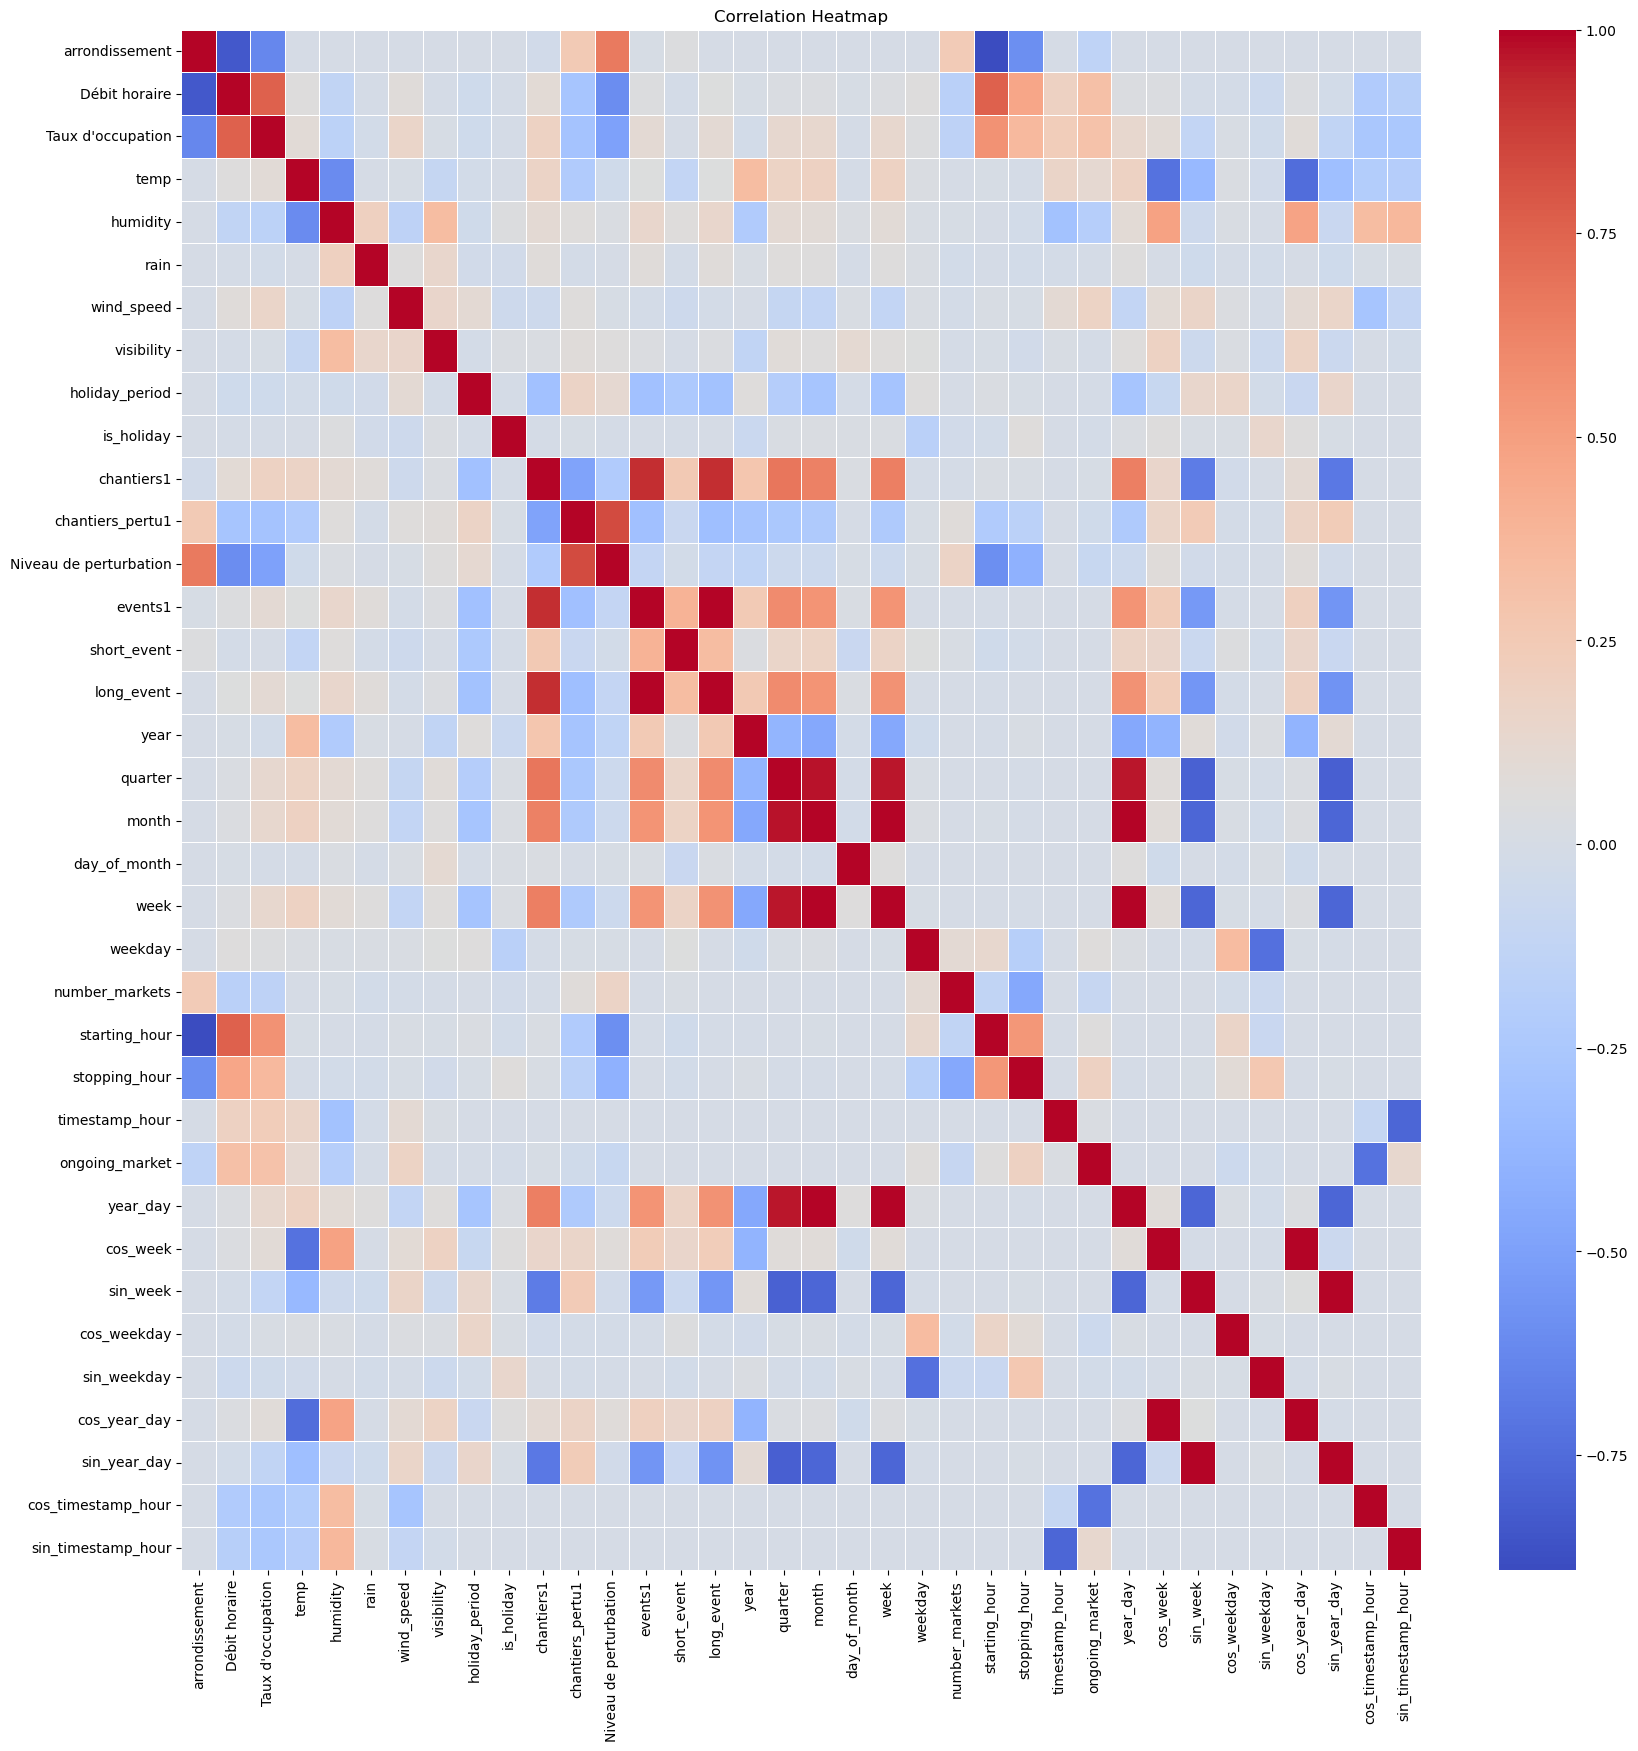 Correlation Heatmap
arrondissement
Débit horaire
Taux d'occupation
temp
humidity
rain
wind_speed
visibility
holiday_period
is_holiday
chantiers1
chantiers_pertu1
Niveau de perturbation
events1
short_event
long_event
year
quarter
month
day_of_month
week
weekday
number_markets
starting_hour
stopping_hour
timestamp_hour
ongoing_market
year_day
cos_week
sin_week
cos_weekday
sin_weekday
cos_year_day
sin_year_day
cos_timestamp_hour
sin_timestamp_hour
arrondissement
Débit horaire
Taux d'occupation
temp
humidity
rain
wind_speed
visibility
holiday_period
is_holiday
chantiers1
chantiers_pertu1
Niveau de perturbation
events1
short_event
long_event
year
quarter
month
day_of_month
week
weekday
number_markets
starting_hour
stopping_hour
timestamp_hour
ongoing_market
year_day
cos_week
sin_week
cos_weekday
sin_weekday
cos_year_day
sin_year_day
cos_timestamp_hour
sin_timestamp_hour
1.00
0.75
0.50
0.25
0.00
−0.25
−0.50
−0.75